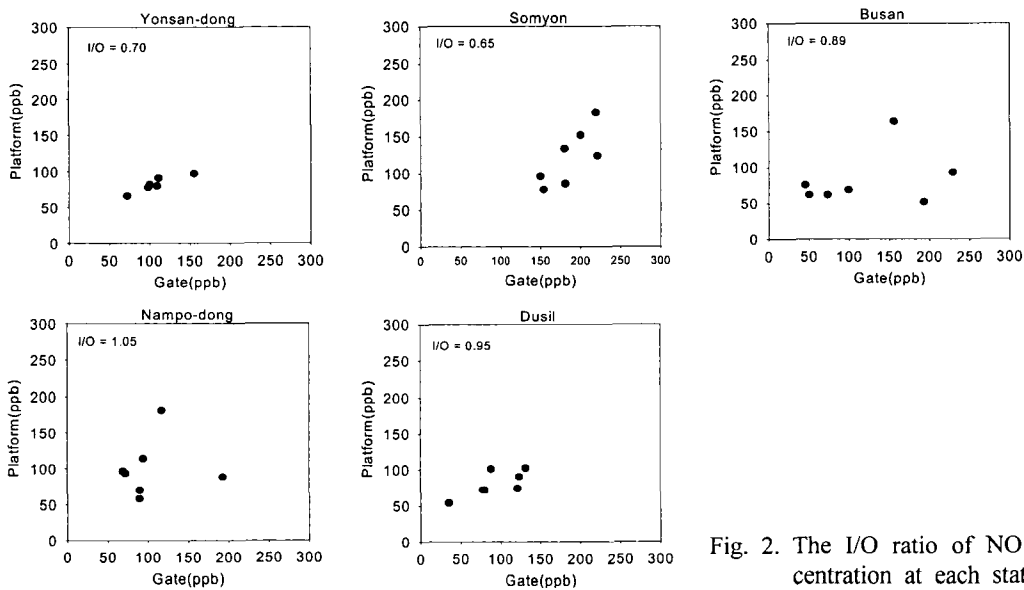 Yonsan-dong
I/O = 0.70
Platform(ppb)
300
250
200
150
100
50
0
0 50 100 150 200 250 300
Gate(ppb)
Somyon
I/O = 0.65
Platform(ppb)
300
250
200
150
100
50
0
0 50 100 150 200 250 300
Gate(ppb)
Busan
I/O = 0.89
Platform(ppb)
300
250
200
150
100
50
0
0 50 100 150 200 250 300
Gate(ppb)
Nampo-dong
I/O = 1.05
Platform(ppb)
300
250
200
150
100
50
0
0 50 100 150 200 250 300
Gate(ppb)
Dusil
I/O = 0.95
Platform(ppb)
300
250
200
150
100
50
0
0 50 100 150 200 250 300
Gate(ppb)
Fig. 2. The I/O ratio of NO
centration at each stat